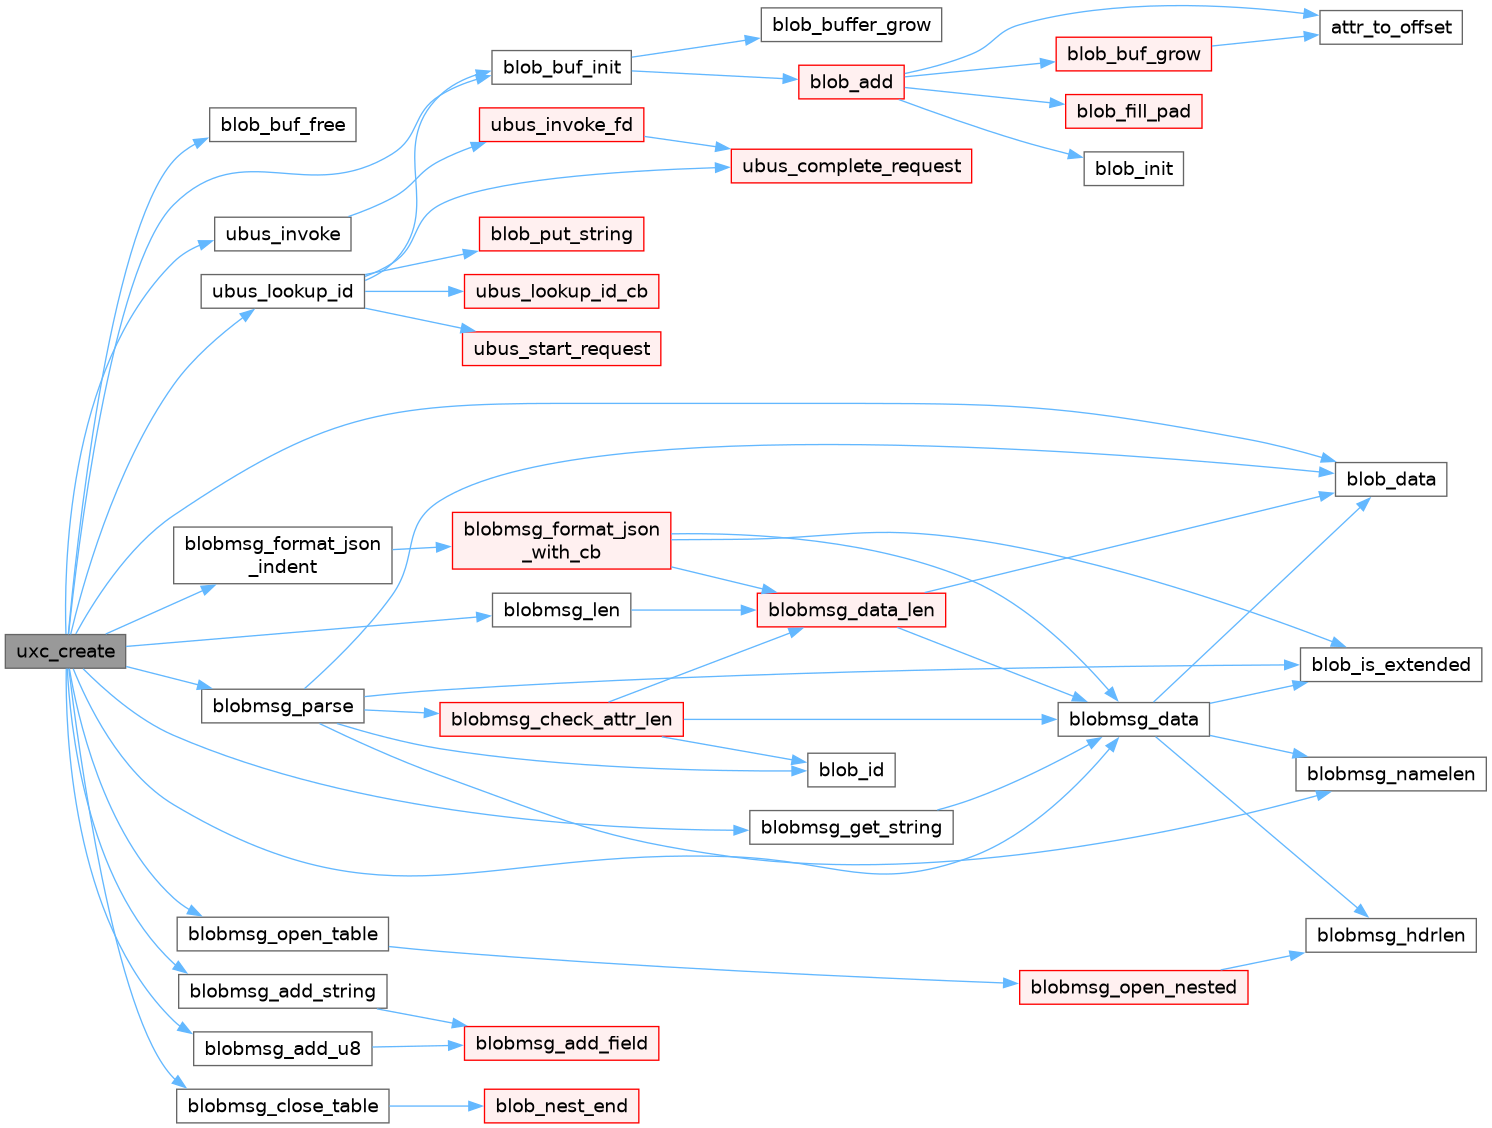 blob_buffer_grow
attr_to_offset
blob_buf_init
blob_buf_grow
blob_add
blob_buf_free
ubus_invoke_fd
blob_fill_pad
ubus_complete_request
blob_init
ubus_invoke
blob_put_string
ubus_lookup_id
ubus_lookup_id_cb
ubus_start_request
blob_data
blobmsg_format_json
_indent
blobmsg_format_json
_with_cb
blobmsg_len
blobmsg_data_len
uxc_create
blob_is_extended
blobmsg_parse
blobmsg_check_attr_len
blobmsg_data
blob_id
blobmsg_namelen
blobmsg_get_string
blobmsg_open_table
blobmsg_hdrlen
blobmsg_add_string
blobmsg_open_nested
blobmsg_add_u8
blobmsg_add_field
blobmsg_close_table
blob_nest_end